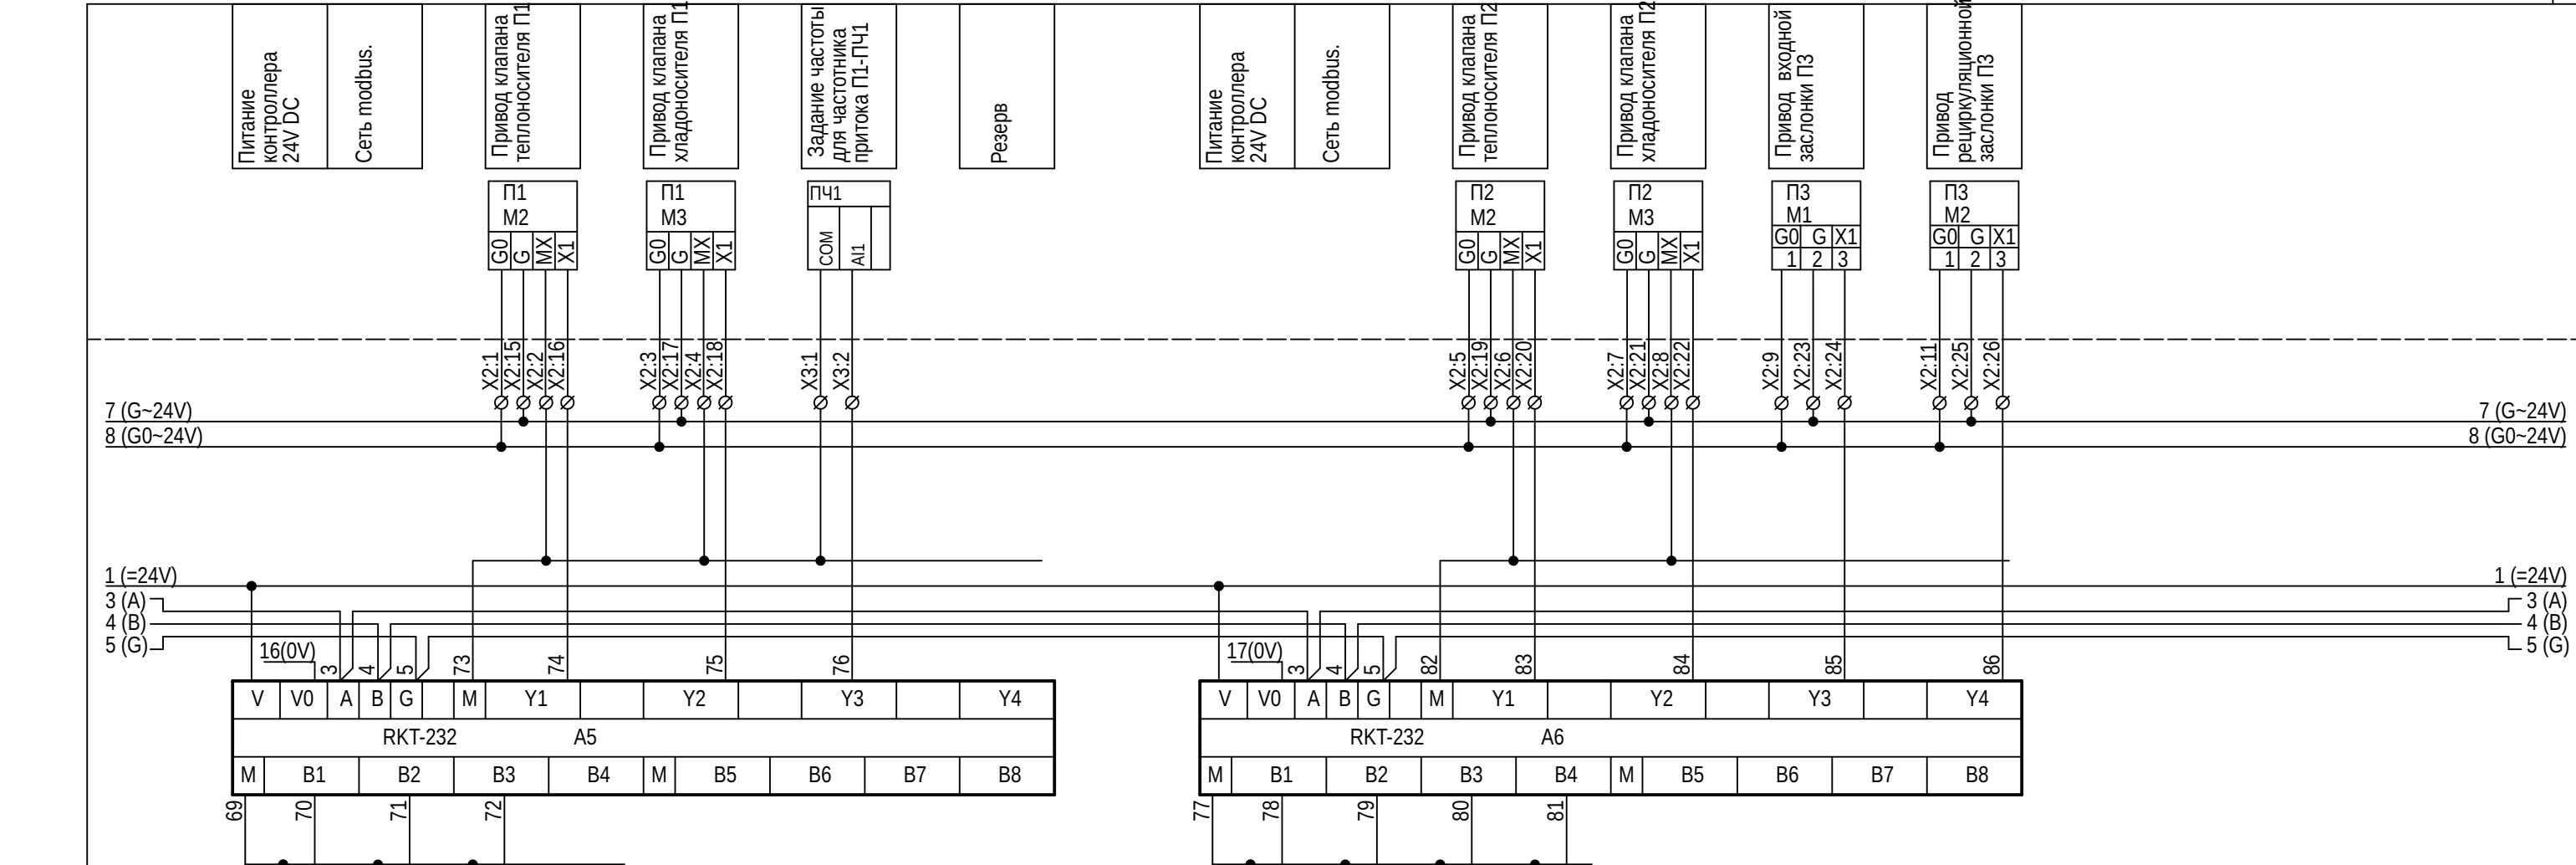 Питание
контроллера
24V DC
Сеть modbus.
Привод клапана
теплоносителя П1
Привод клапана
хладоносителя П1
Задание частоты
для частотника
притока П1-ПЧ1
Резерв
Питание
контроллера
24V DC
Сеть modbus.
Привод клапана
теплоносителя П2
Привод клапана
хладоносителя П2
Привод входной
заслонки П3
Привод
рециркуляционной
заслонки П3
П1
М2
G0 G MX X1
П1
М3
G0 G MX X1
ПЧ1
COM AI1
П2
М2
G0 G MX X1
П2
М3
G0 G MX X1
П3
М1
G0 G X1
1 2 3
П3
М2
G0 G X1
1 2 3
X2:1 X2:15 X2:2 X2:16
X2:3 X2:17 X2:4 X2:18
X3:1 X3:2
X2:5 X2:19 X2:6 X2:20
X2:7 X2:21 X2:8 X2:22
X2:9 X2:23 X2:24
X2:11 X2:25 X2:26
7 (G~24V) 7 (G~24V)
8 (G0~24V) 8 (G0~24V)
1 (=24V) 1 (=24V)
3 (A) 3 (A)
4 (B) 4 (B)
5 (G) 5 (G)
16(0V) 3 4 5 73 74 75 76
17(0V) 3 4 5 82 83 84 85 86
V V0 A B G M Y1 Y2 Y3 Y4
RKT-232 A5
M B1 B2 B3 B4 M B5 B6 B7 B8
69 70 71 72
V V0 A B G M Y1 Y2 Y3 Y4
RKT-232 A6
M B1 B2 B3 B4 M B5 B6 B7 B8
77 78 79 80 81